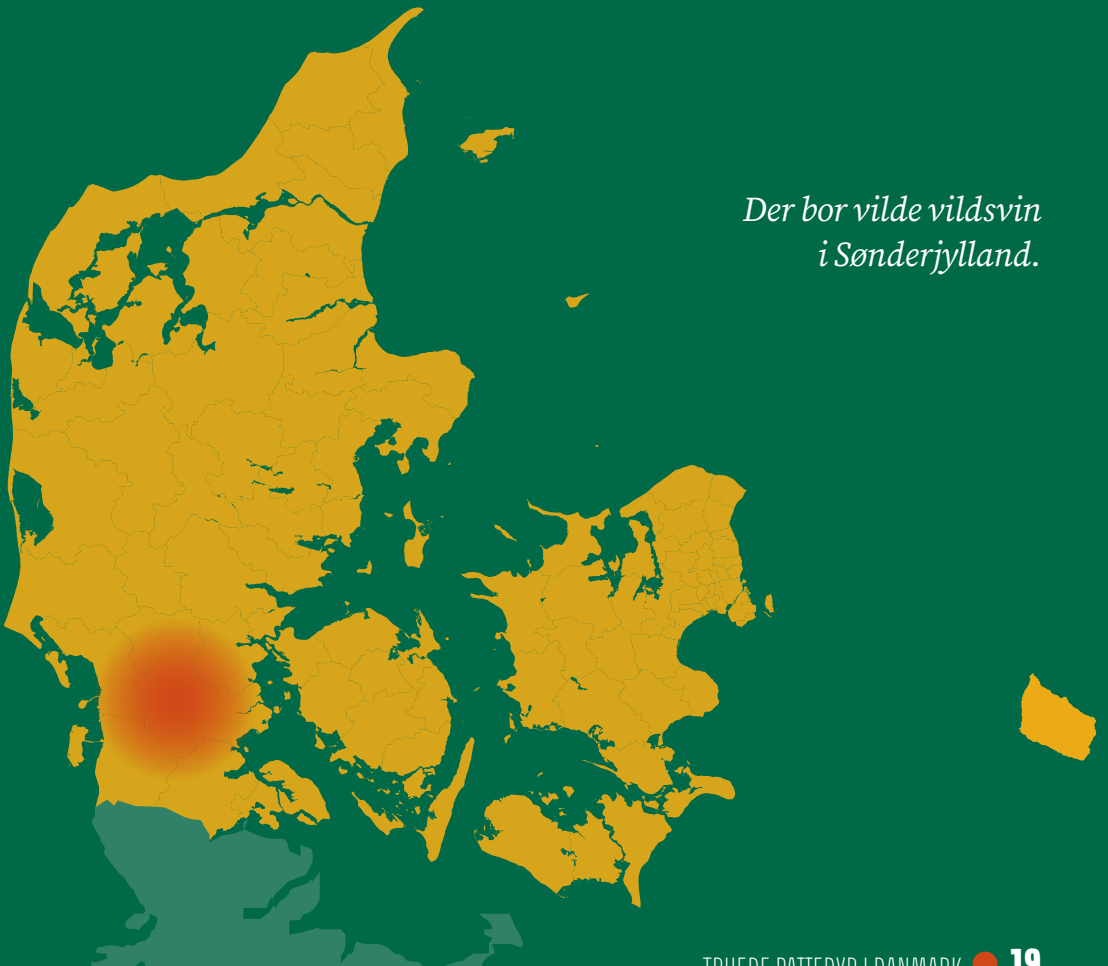 Der bor vilde vildsvin
i Sønderjylland.
TRUEDE PATTEDYR I DANMARK 19